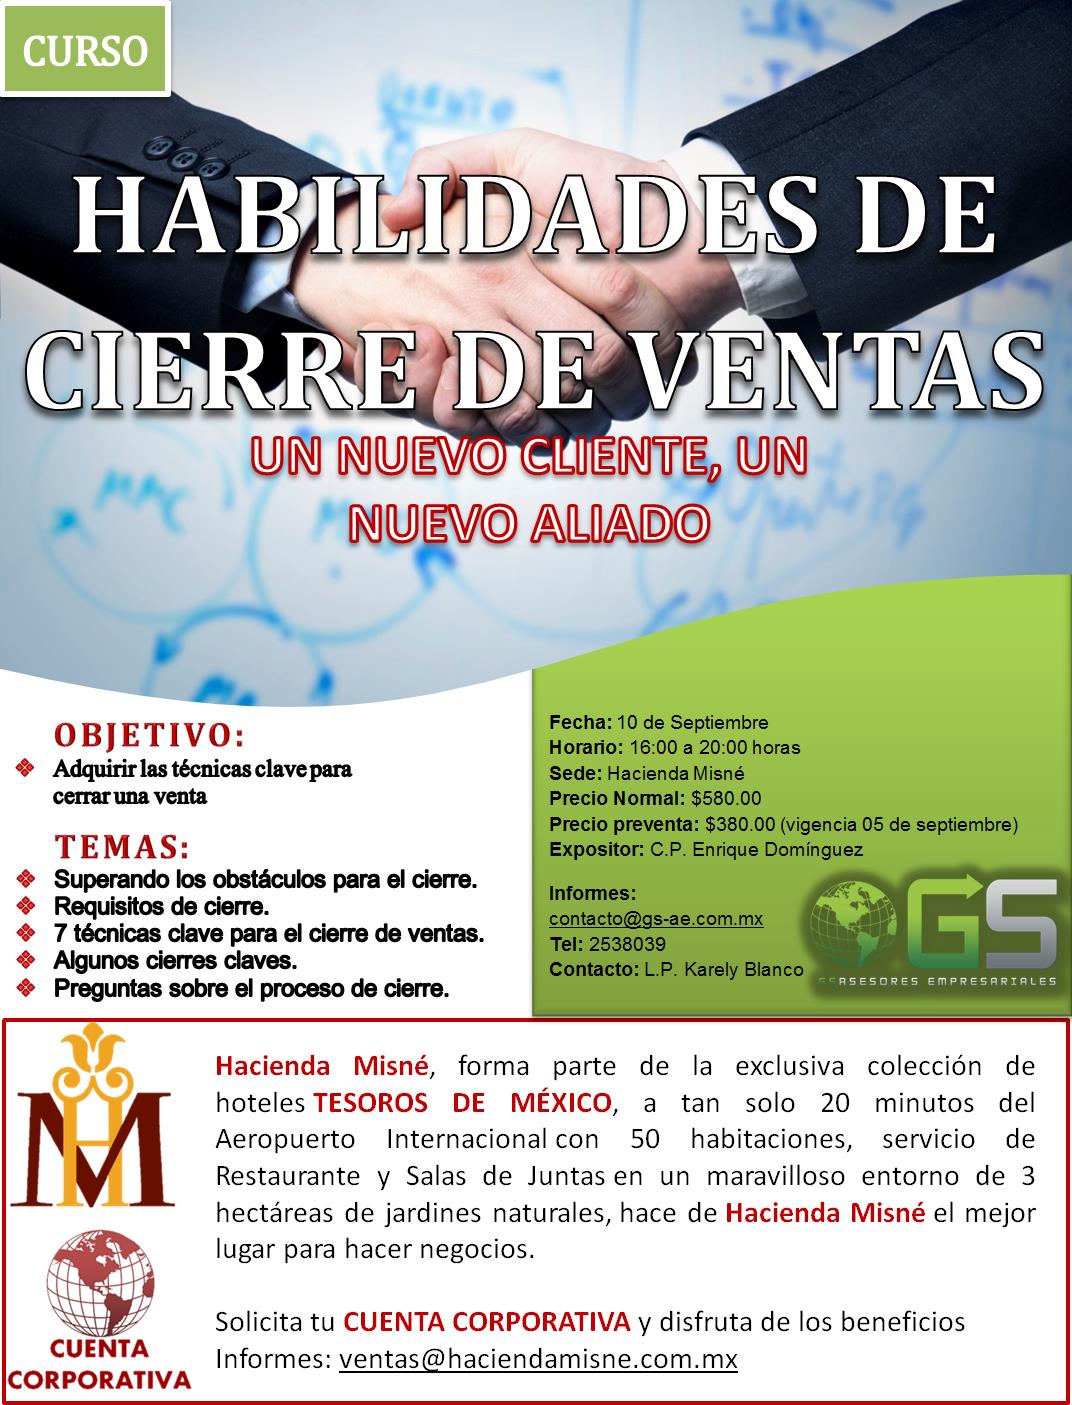 CURSO
HABILIDADES DE
CIERRE DE VENTAS
UN NUEVO CLIENTE, UN
NUEVO ALIADO
OBJETIVO:
❖ Adquirir las técnicas clave para
cerrar una venta
TEMAS:
❖ Superando los obstáculos para el cierre.
❖ Requisitos de cierre.
❖ 7 técnicas clave para el cierre de ventas.
❖ Algunos cierres claves.
❖ Preguntas sobre el proceso de cierre.
Fecha: 10 de Septiembre
Horario: 16:00 a 20:00 horas
Sede: Hacienda Misné
Precio Normal: $580.00
Precio preventa: $380.00 (vigencia 05 de septiembre)
Expositor: C.P. Enrique Domínguez
Informes:
contacto@gs-ae.com.mx
Tel: 2538039
Contacto: L.P. Karely Blanco
GS
GSASESORES EMPRESARIALES
HM
CUENTA
CORPORATIVA
Hacienda Misné, forma parte de la exclusiva colección de
hoteles TESOROS DE MÉXICO, a tan solo 20 minutos del
Aeropuerto Internacional con 50 habitaciones, servicio de
Restaurante y Salas de Juntas en un maravilloso entorno de 3
hectáreas de jardines naturales, hace de Hacienda Misné el mejor
lugar para hacer negocios.
Solicita tu CUENTA CORPORATIVA y disfruta de los beneficios
Informes: ventas@haciendamisne.com.mx